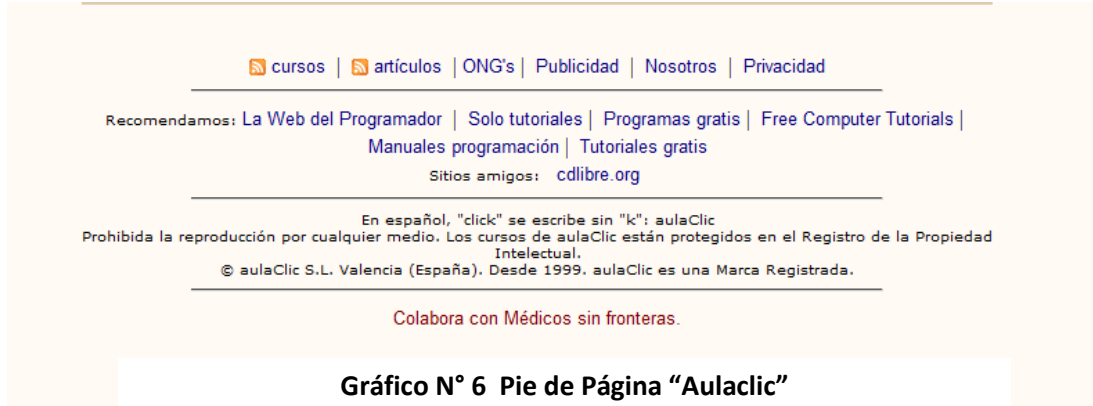 cursos | artículos | ONG's | Publicidad | Nosotros | Privacidad
Recomendamos: La Web del Programador | Solo tutoriales | Programas gratis | Free Computer Tutorials |
Manuales programación | Tutoriales gratis
Sitios amigos: cdlibre.org
En español, "click" se escribe sin "k": aulaClic
Prohibida la reproducción por cualquier medio. Los cursos de aulaClic están protegidos en el Registro de la Propiedad
Intelectual.
© aulaClic S.L. Valencia (España). Desde 1999. aulaClic es una Marca Registrada.
Colabora con Médicos sin fronteras.
Gráfico N° 6 Pie de Página “Aulaclic”